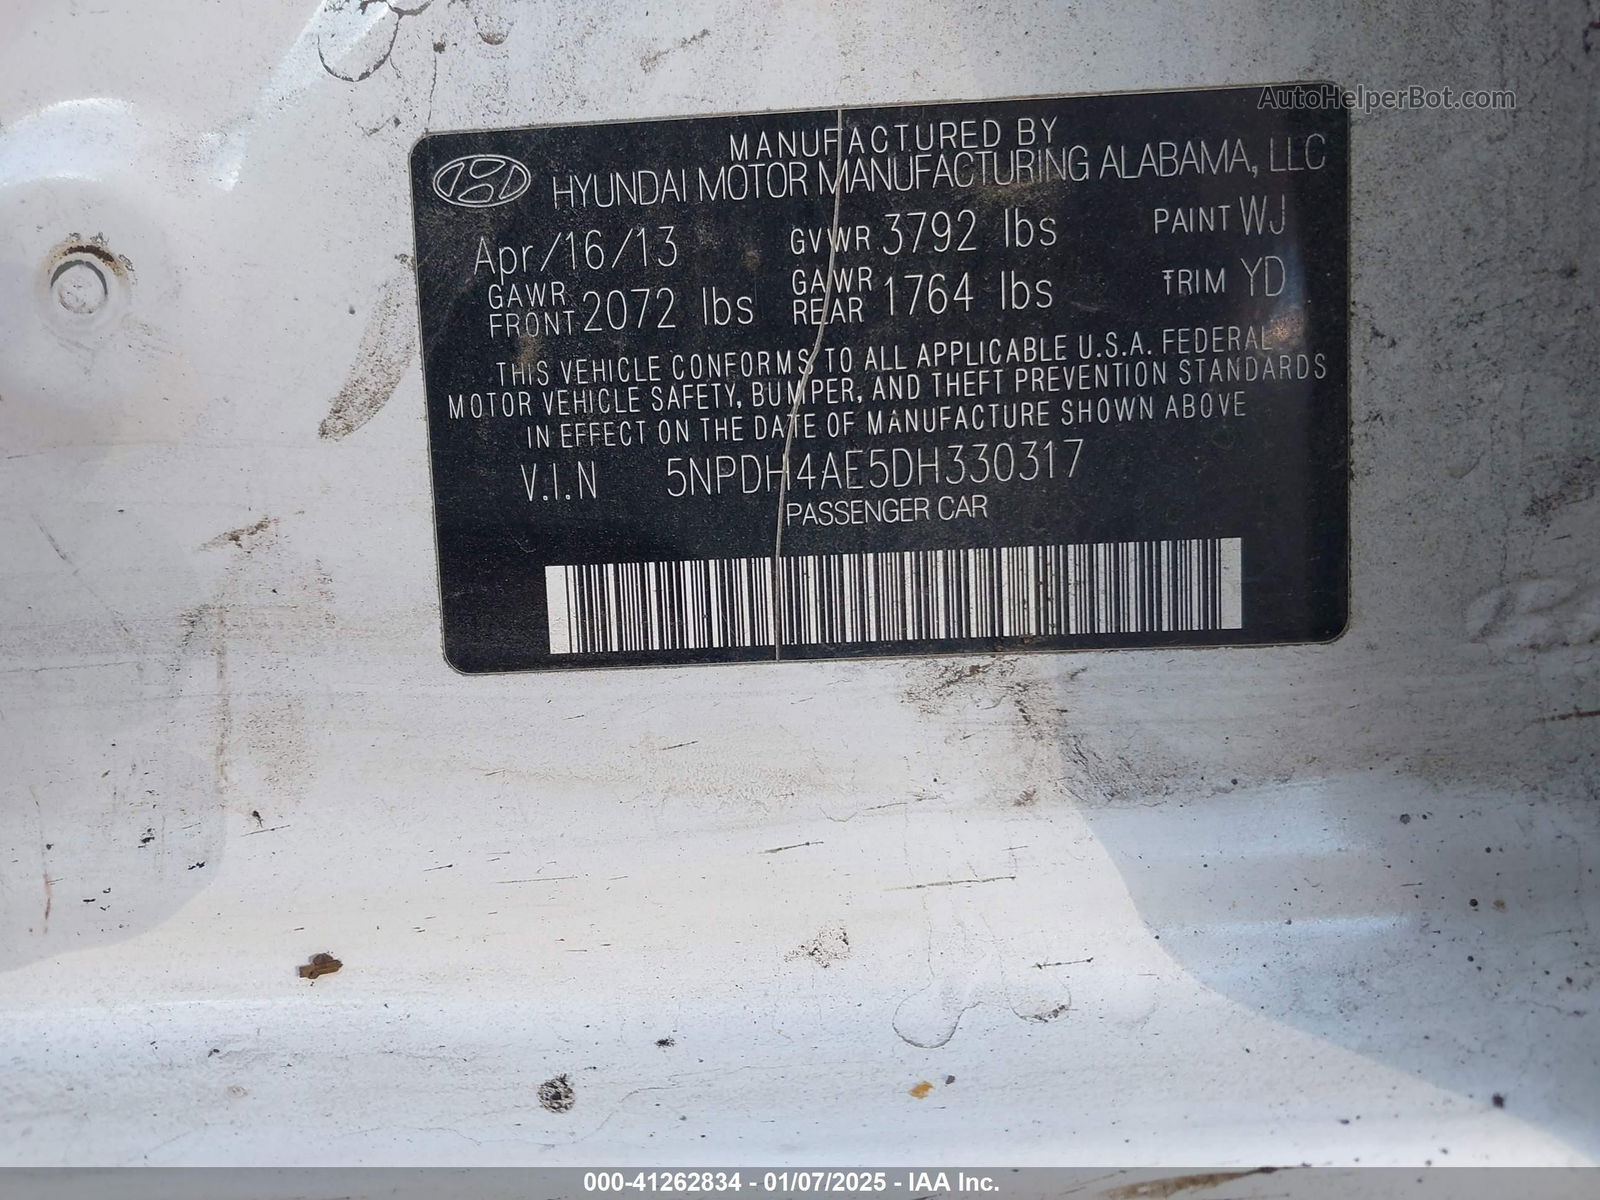 AutoHelperBot.com
MANUFACTURED BY
HYUNDAI MOTOR MANUFACTURING ALABAMA, LLC
Apr/16/13 GVWR 3792 lbs PAINT WJ
GAWR FRONT 2072 lbs GAWR REAR 1764 lbs TRIM YD
THIS VEHICLE CONFORMS TO ALL APPLICABLE U.S.A. FEDERAL
MOTOR VEHICLE SAFETY, BUMPER, AND THEFT PREVENTION STANDARDS
IN EFFECT ON THE DATE OF MANUFACTURE SHOWN ABOVE
V.I.N 5NPDH4AE5DH330317
PASSENGER CAR
000-41262834 - 01/07/2025 - IAA Inc.